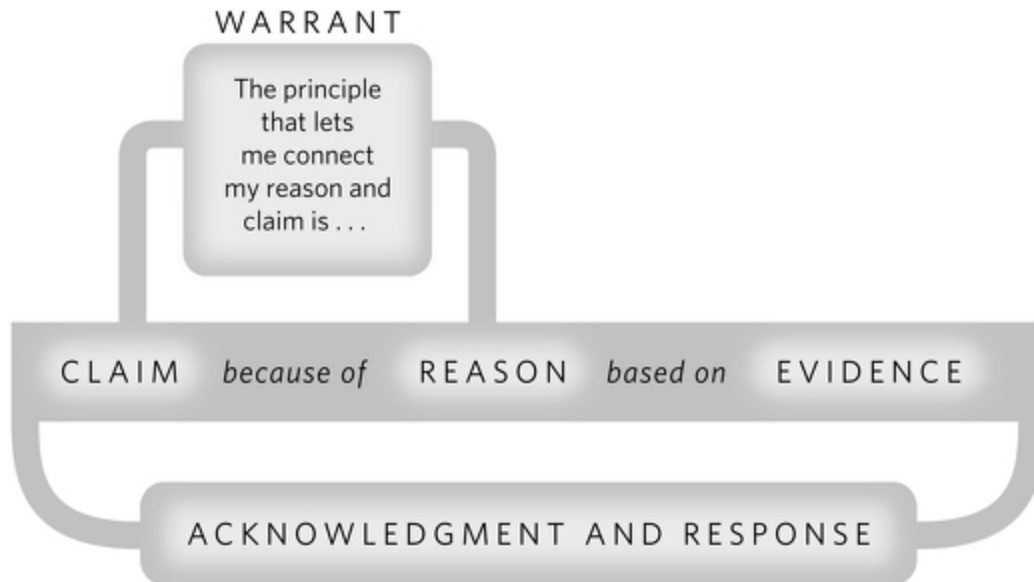 WARRANT
The principle
that lets
me connect
my reason and
claim is . . .
CLAIM because of REASON based on EVIDENCE
ACKNOWLEDGMENT AND RESPONSE